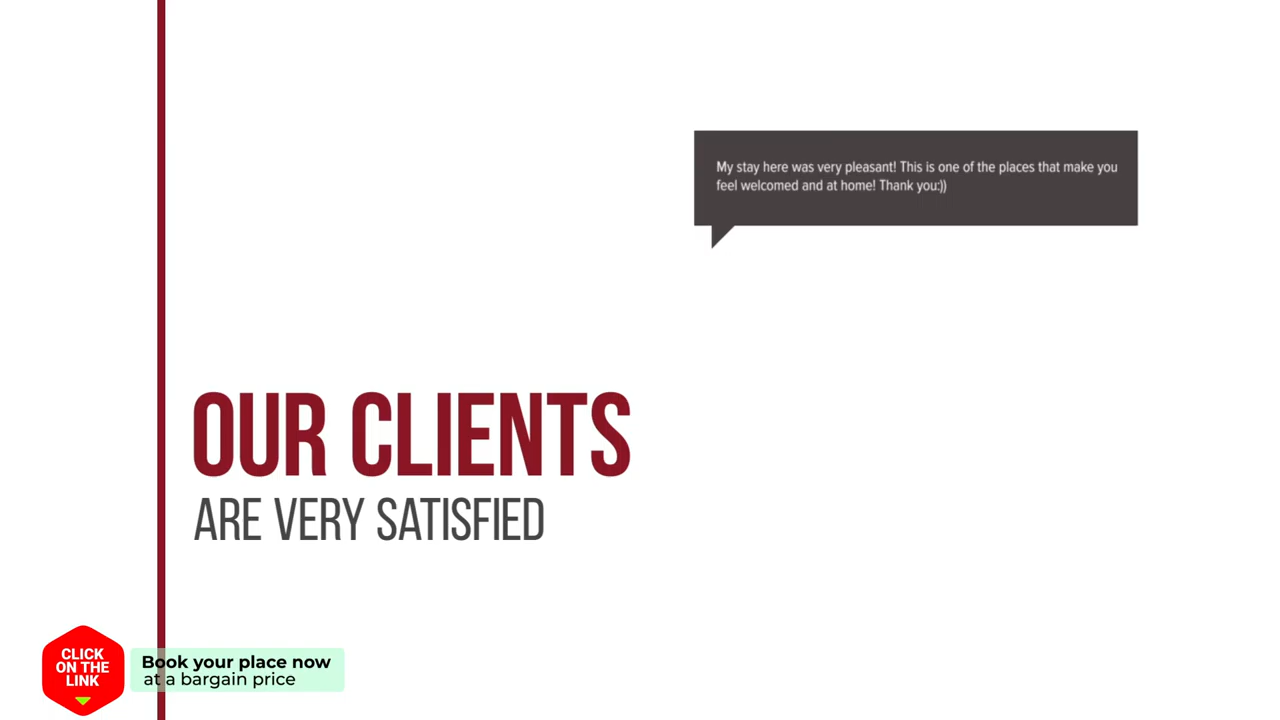 My stay here was very pleasant! This is one of the places that make you
feel welcomed and at home! Thank you:))
OUR CLIENTS
ARE VERY SATISFIED
CLICK
ON THE
LINK
Book your place now
at a bargain price